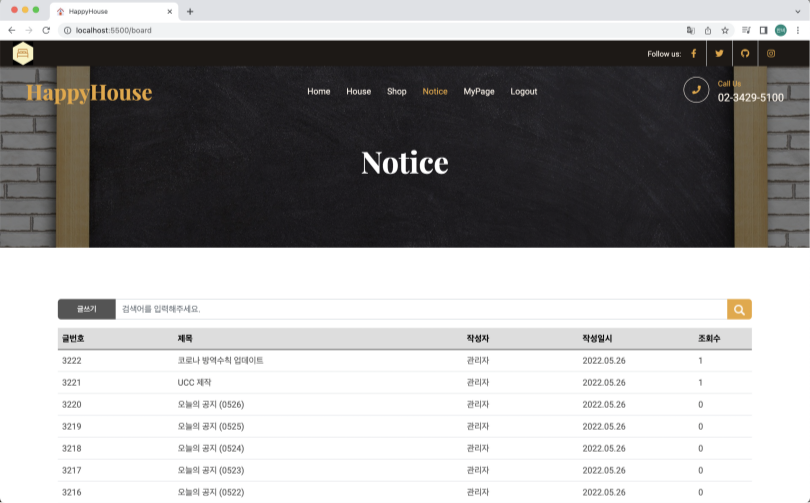 HappyHouse
localhost:5500/board
Follow us:
HappyHouse
Home House Shop Notice MyPage Logout
Call Us
02-3429-5100
Notice
글쓰기 검색어를 입력해주세요.
글번호 제목 작성자 작성일시 조회수
3222 코로나 방역수칙 업데이트 관리자 2022.05.26 1
3221 UCC 제작 관리자 2022.05.26 1
3220 오늘의 공지 (0526) 관리자 2022.05.26 0
3219 오늘의 공지 (0525) 관리자 2022.05.26 0
3218 오늘의 공지 (0524) 관리자 2022.05.26 0
3217 오늘의 공지 (0523) 관리자 2022.05.26 0
3216 오늘의 공지 (0522) 관리자 2022.05.26 0